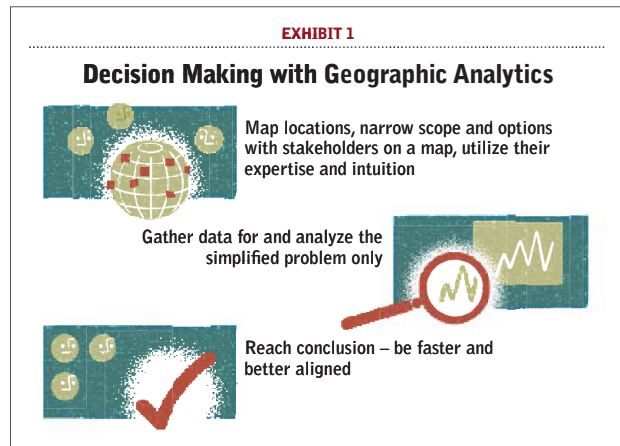 EXHIBIT 1
Decision Making with Geographic Analytics
Map locations, narrow scope and options
with stakeholders on a map, utilize their
expertise and intuition
Gather data for and analyze the
simplified problem only
Reach conclusion – be faster and
better aligned